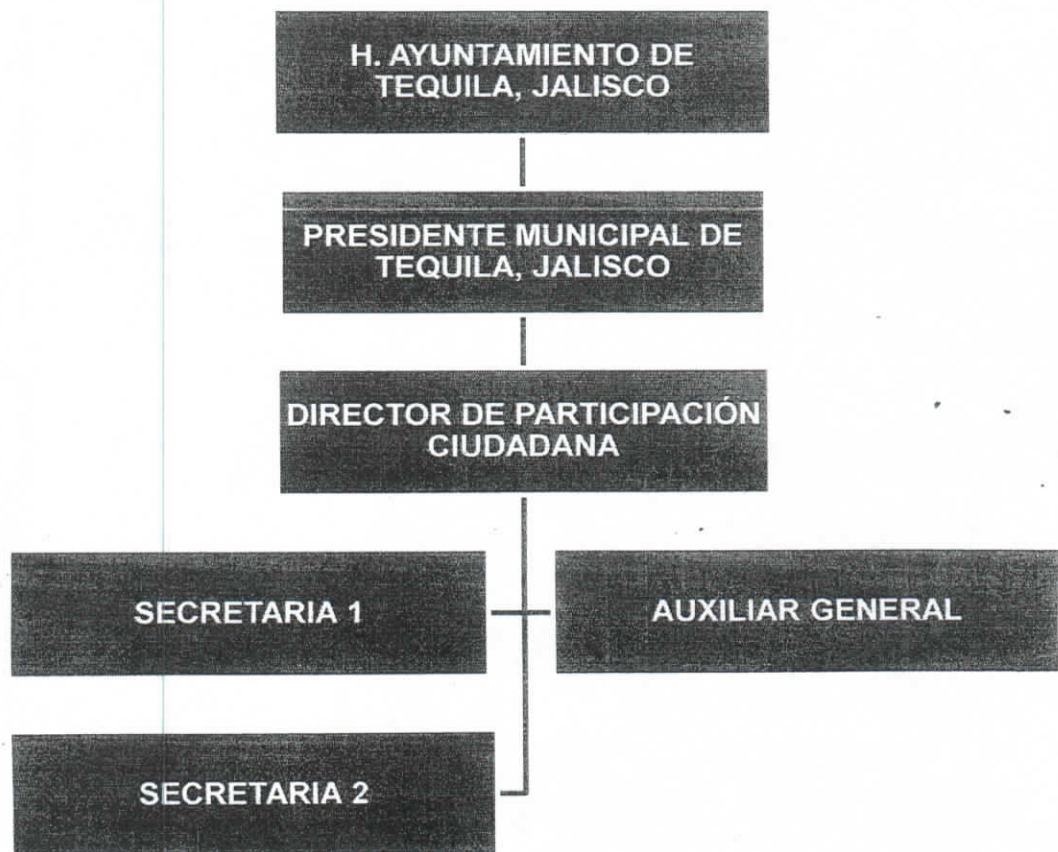 H. AYUNTAMIENTO DE
TEQUILA, JALISCO
PRESIDENTE MUNICIPAL DE
TEQUILA, JALISCO
DIRECTOR DE PARTICIPACIÓN
CIUDADANA
SECRETARIA 1
AUXILIAR GENERAL
SECRETARIA 2